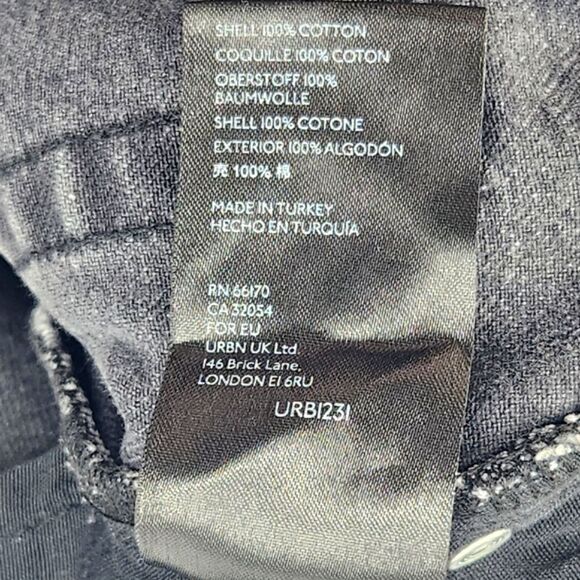 SHELL 100% COTTON
COQUILLE 100% COTON
OBERSTOFF 100%
BAUMWOLLE
SHELL 100% COTONE
EXTERIOR 100% ALGODÓN
売 100% 棉
MADE IN TURKEY
HECHO EN TURQUÍA
RN 66170
CA 32054
FOR EU
URBN UK Ltd.
146 Brick Lane,
LONDON E1 6RU
URB1231